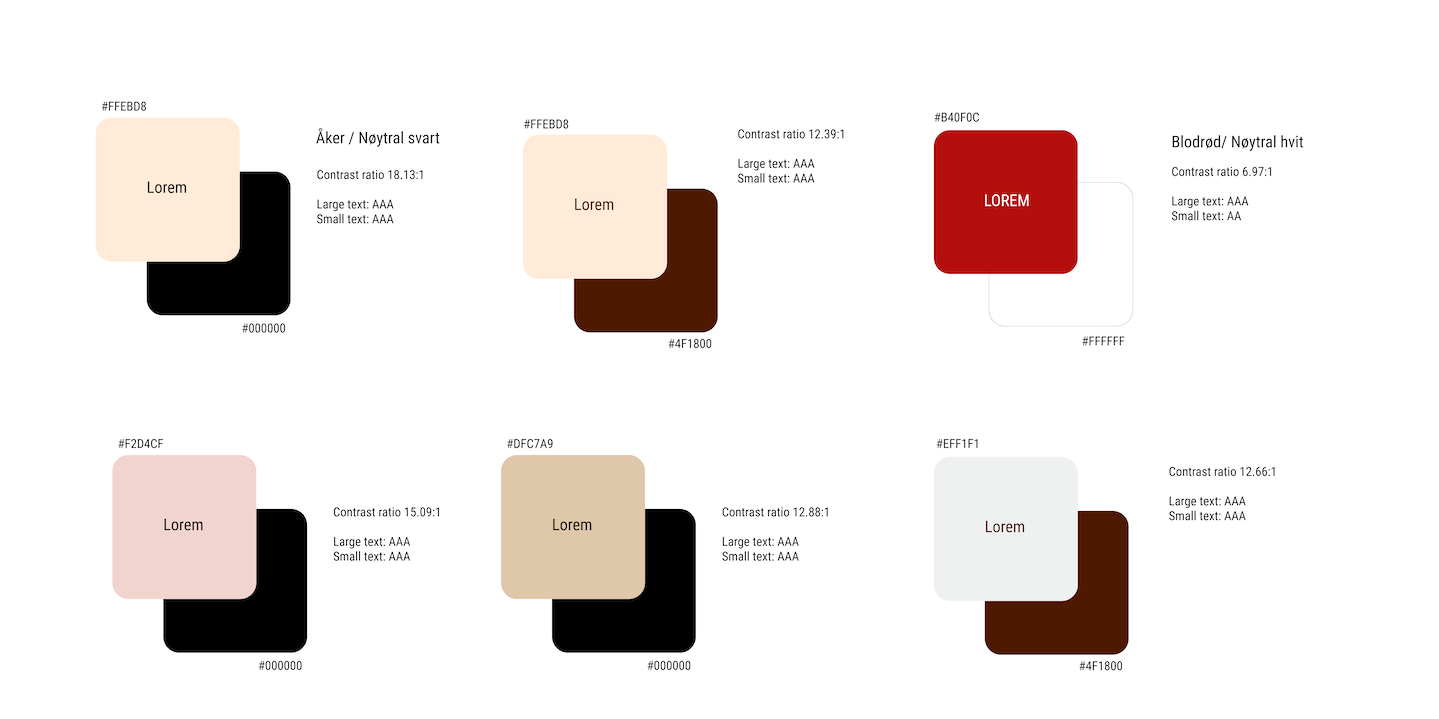 #FFEBD8
Lorem
Åker / Nøytral svart
Contrast ratio 18.13:1
Large text: AAA
Small text: AAA
#000000
#FFEBD8
Lorem
Contrast ratio 12.39:1
Large text: AAA
Small text: AAA
#4F1800
#B40F0C
LOREM
Blodrød/ Nøytral hvit
Contrast ratio 6.97:1
Large text: AAA
Small text: AA
#FFFFFF
#F2D4CF
Lorem
Contrast ratio 15.09:1
Large text: AAA
Small text: AAA
#000000
#DFC7A9
Lorem
Contrast ratio 12.88:1
Large text: AAA
Small text: AAA
#000000
#EFF1F1
Lorem
Contrast ratio 12.66:1
Large text: AAA
Small text: AAA
#4F1800